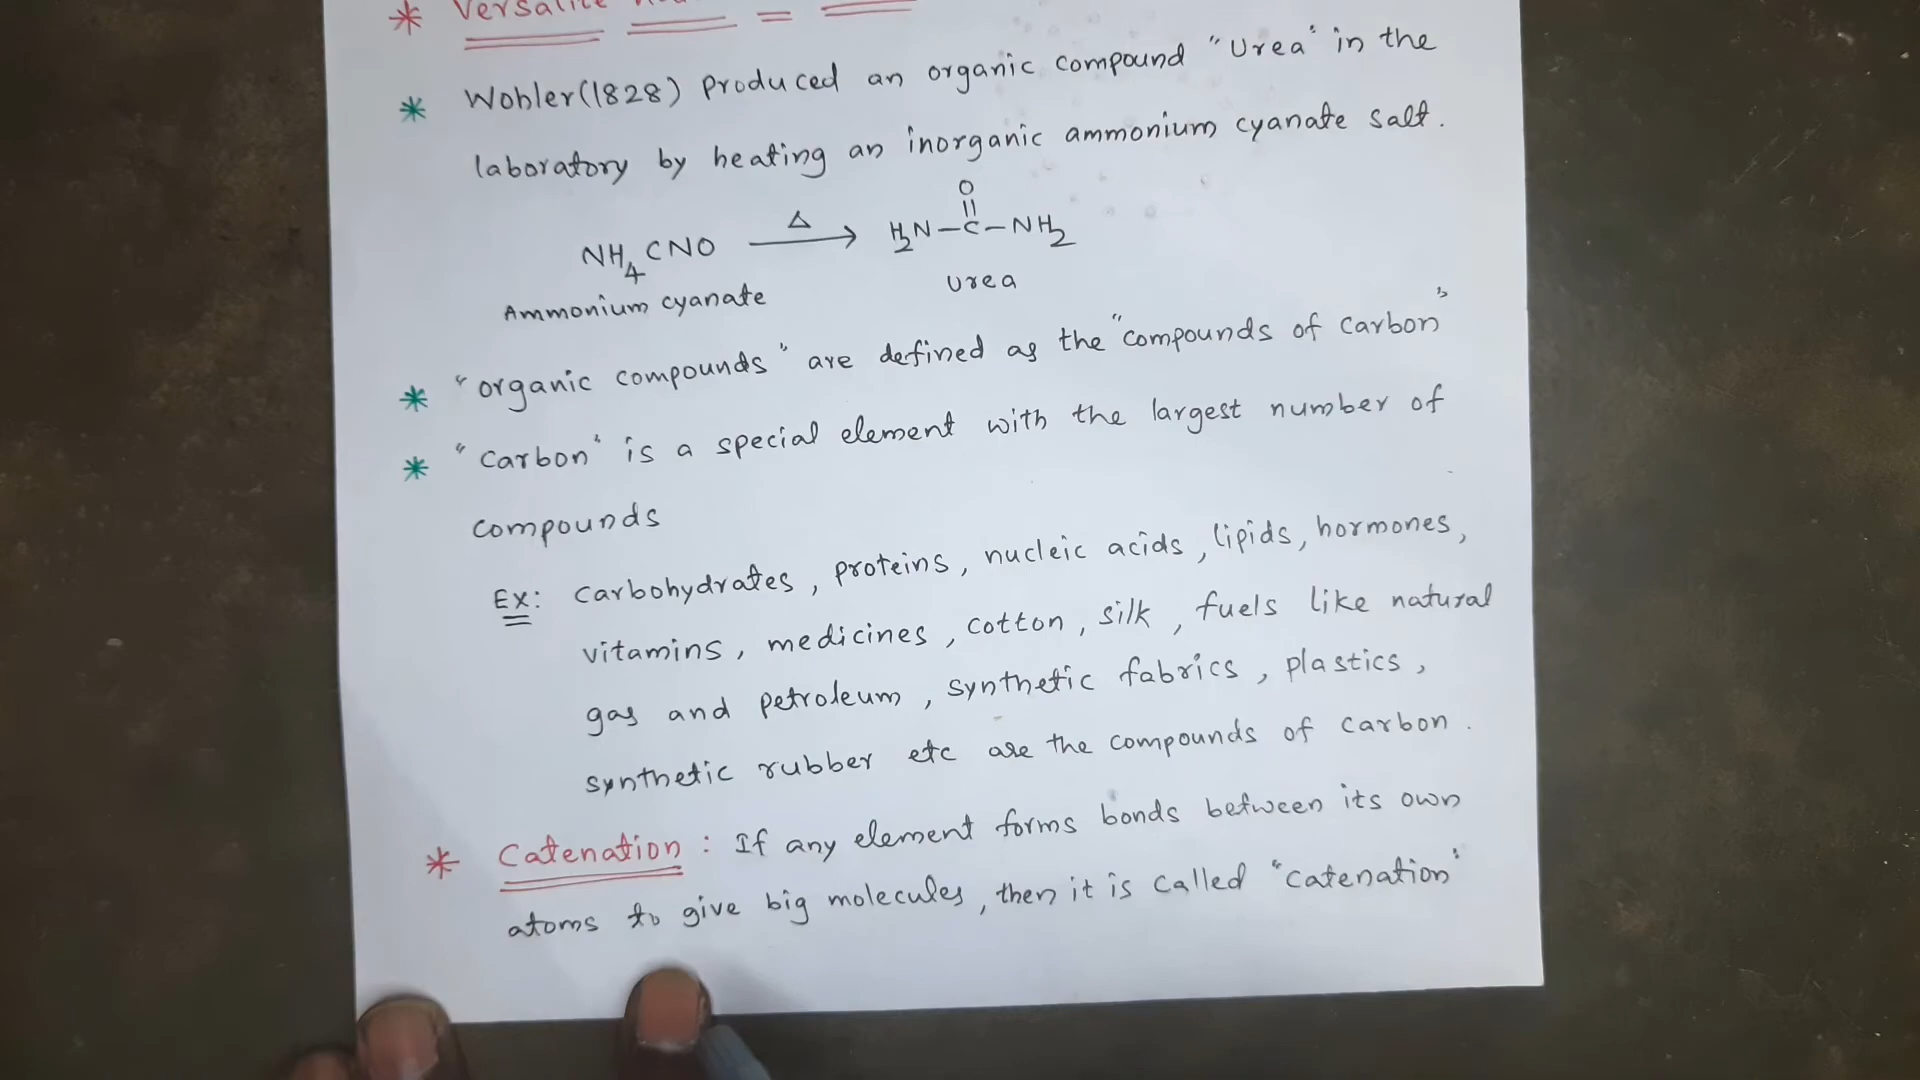 * Versalite
* Wohler(1828) produced an organic compound "Urea" in the
laboratory by heating an inorganic ammonium cyanate salt.
O
||
NH4CNO Δ→ H2N-C-NH2
Ammonium cyanate Urea
* "organic compounds" are defined as the "compounds of carbon"
* "Carbon" is a special element with the largest number of
compounds
Ex: carbohydrates, proteins, nucleic acids, lipids, hormones,
vitamins, medicines, cotton, silk, fuels like natural
gas and petroleum, synthetic fabrics, plastics,
synthetic rubber etc are the compounds of carbon.
* Catenation: If any element forms bonds between its own
atoms to give big molecules, then it is called "catenation"